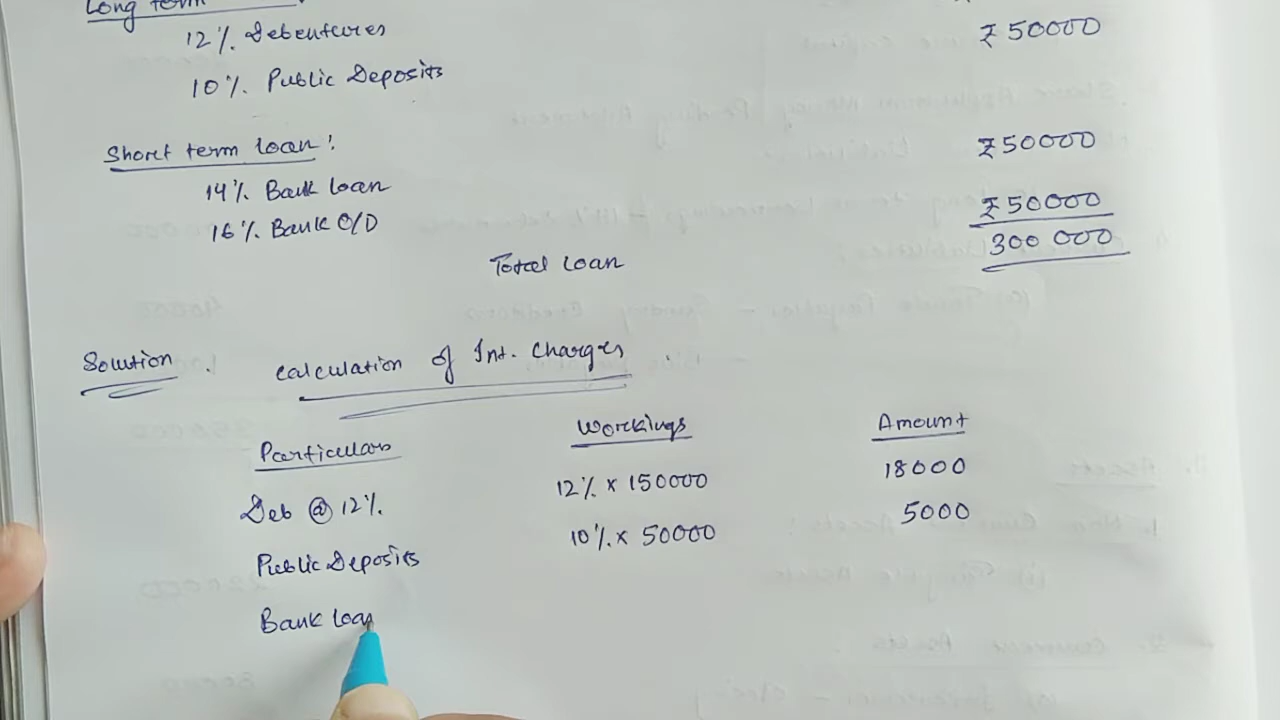 Long term
12% Debentures
10% Public Deposits ₹50000
Short term loan:
14% Bank loan ₹50000
16% Bank O/D ₹50000
Total Loan 300 000
Solution. Calculation of Int. Charges
Particulars Workings Amount
Deb @ 12% 12% × 150000 18000
Public Deposits 10% × 50000 5000
Bank loan